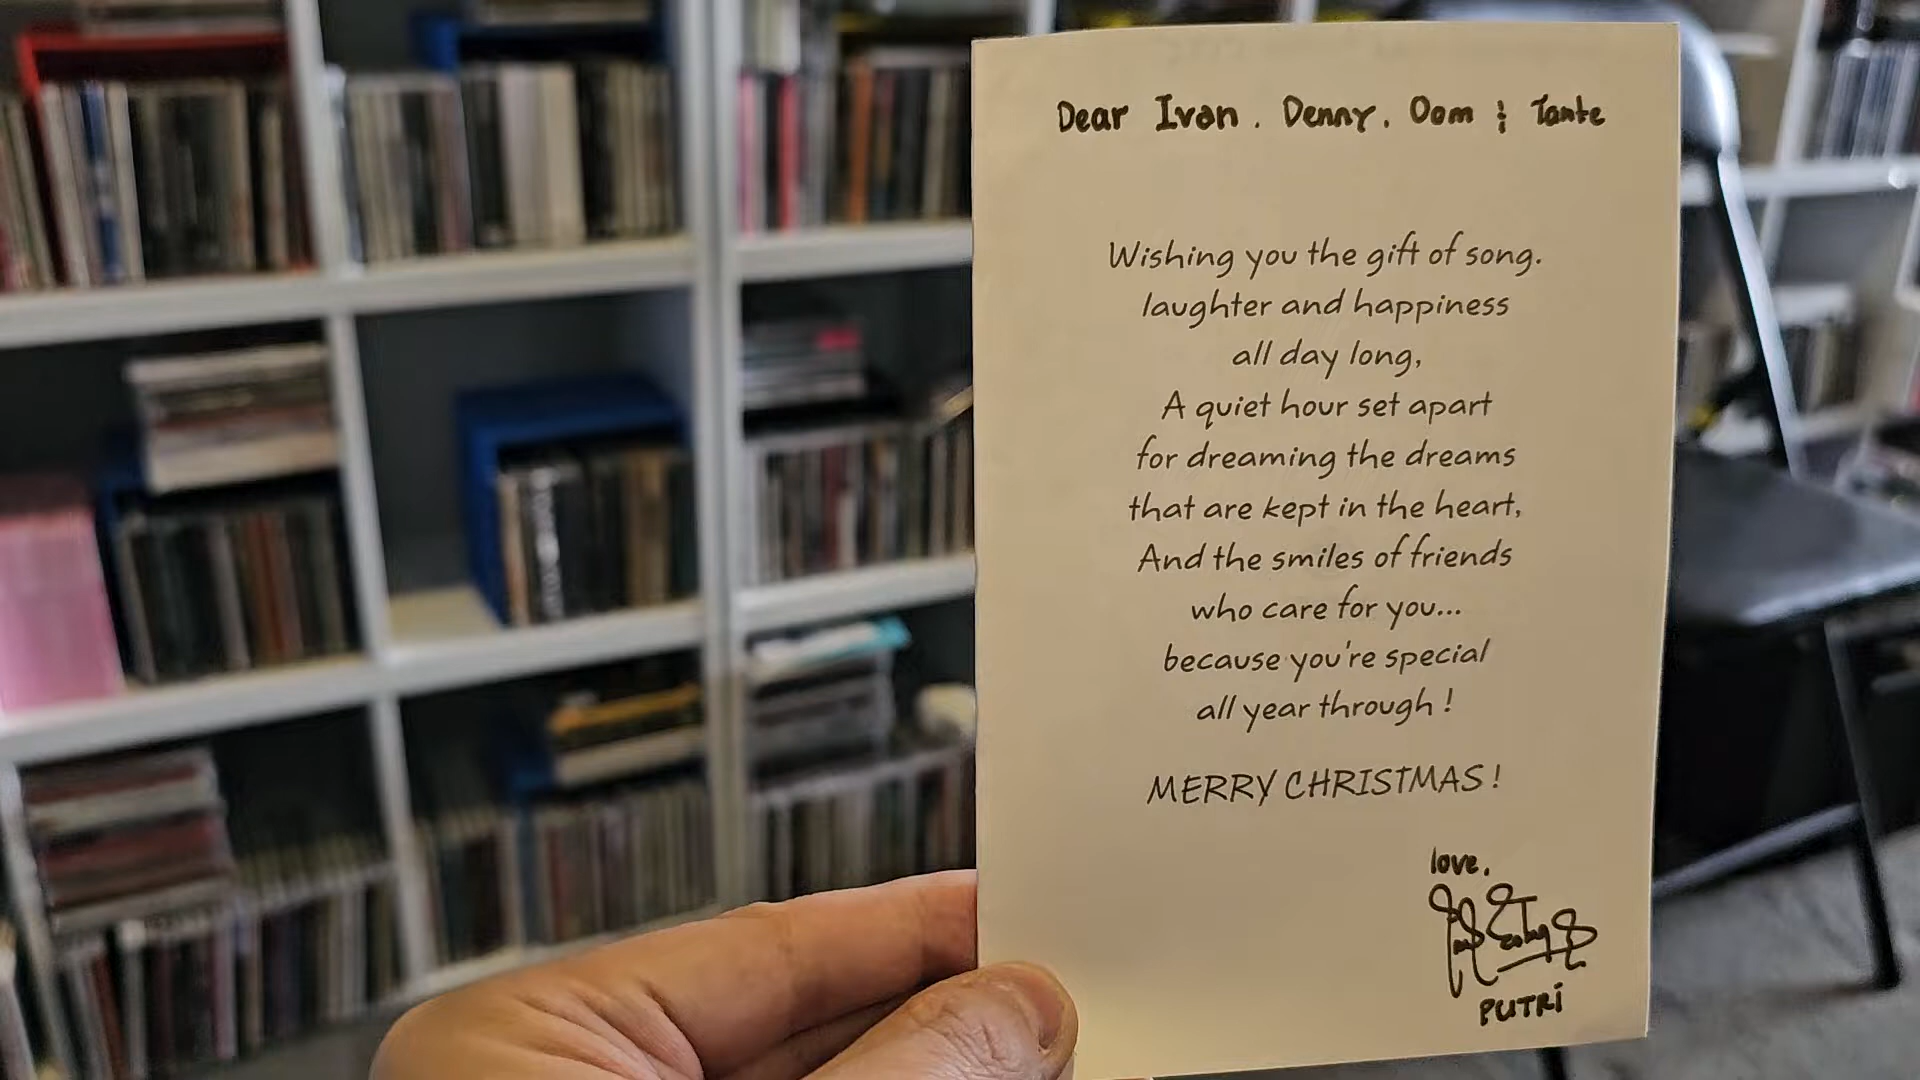 Dear Ivan. Denny. Oom & Tante
Wishing you the gift of song.
laughter and happiness
all day long,
A quiet hour set apart
for dreaming the dreams
that are kept in the heart,
And the smiles of friends
who care for you...
because you're special
all year through !
MERRY CHRISTMAS !
love.
PUTRI